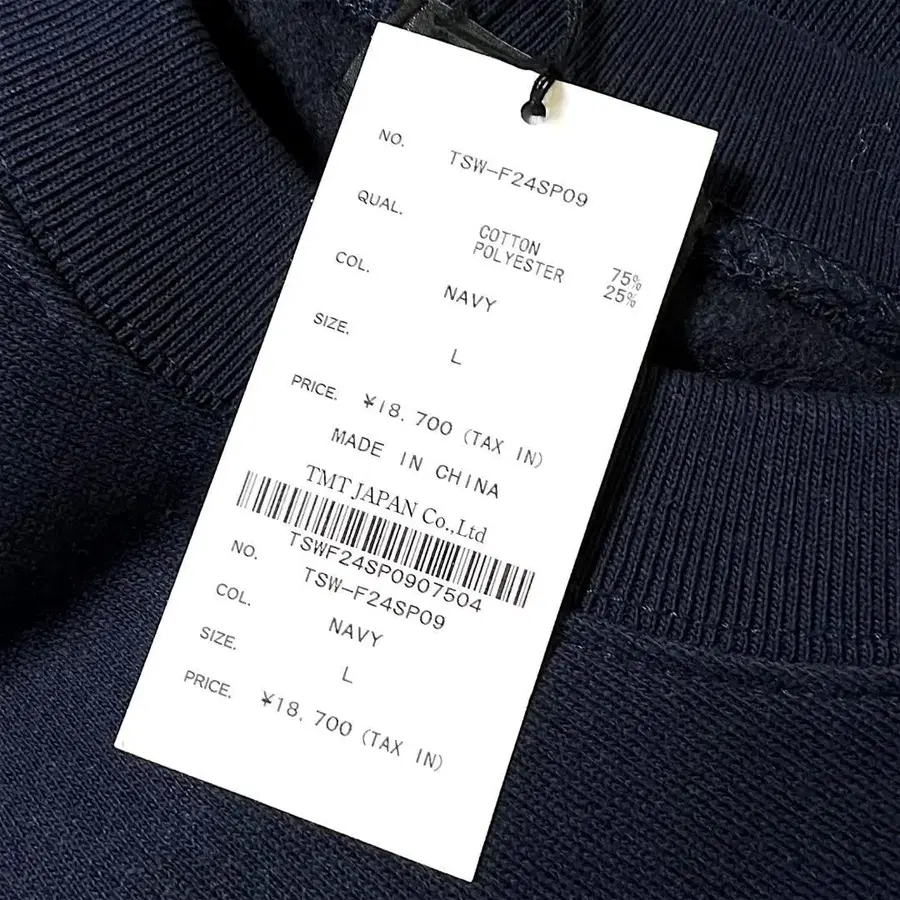 NO. TSW-F24SP09
QUAL. COTTON 75%
POLYESTER 25%
COL. NAVY
SIZE. L
PRICE. ¥18,700 (TAX IN)
MADE IN CHINA
TMT JAPAN Co.,Ltd
TSWF24SP0907504
NO. TSW-F24SP09
COL. NAVY
SIZE. L
PRICE. ¥18,700 (TAX IN)